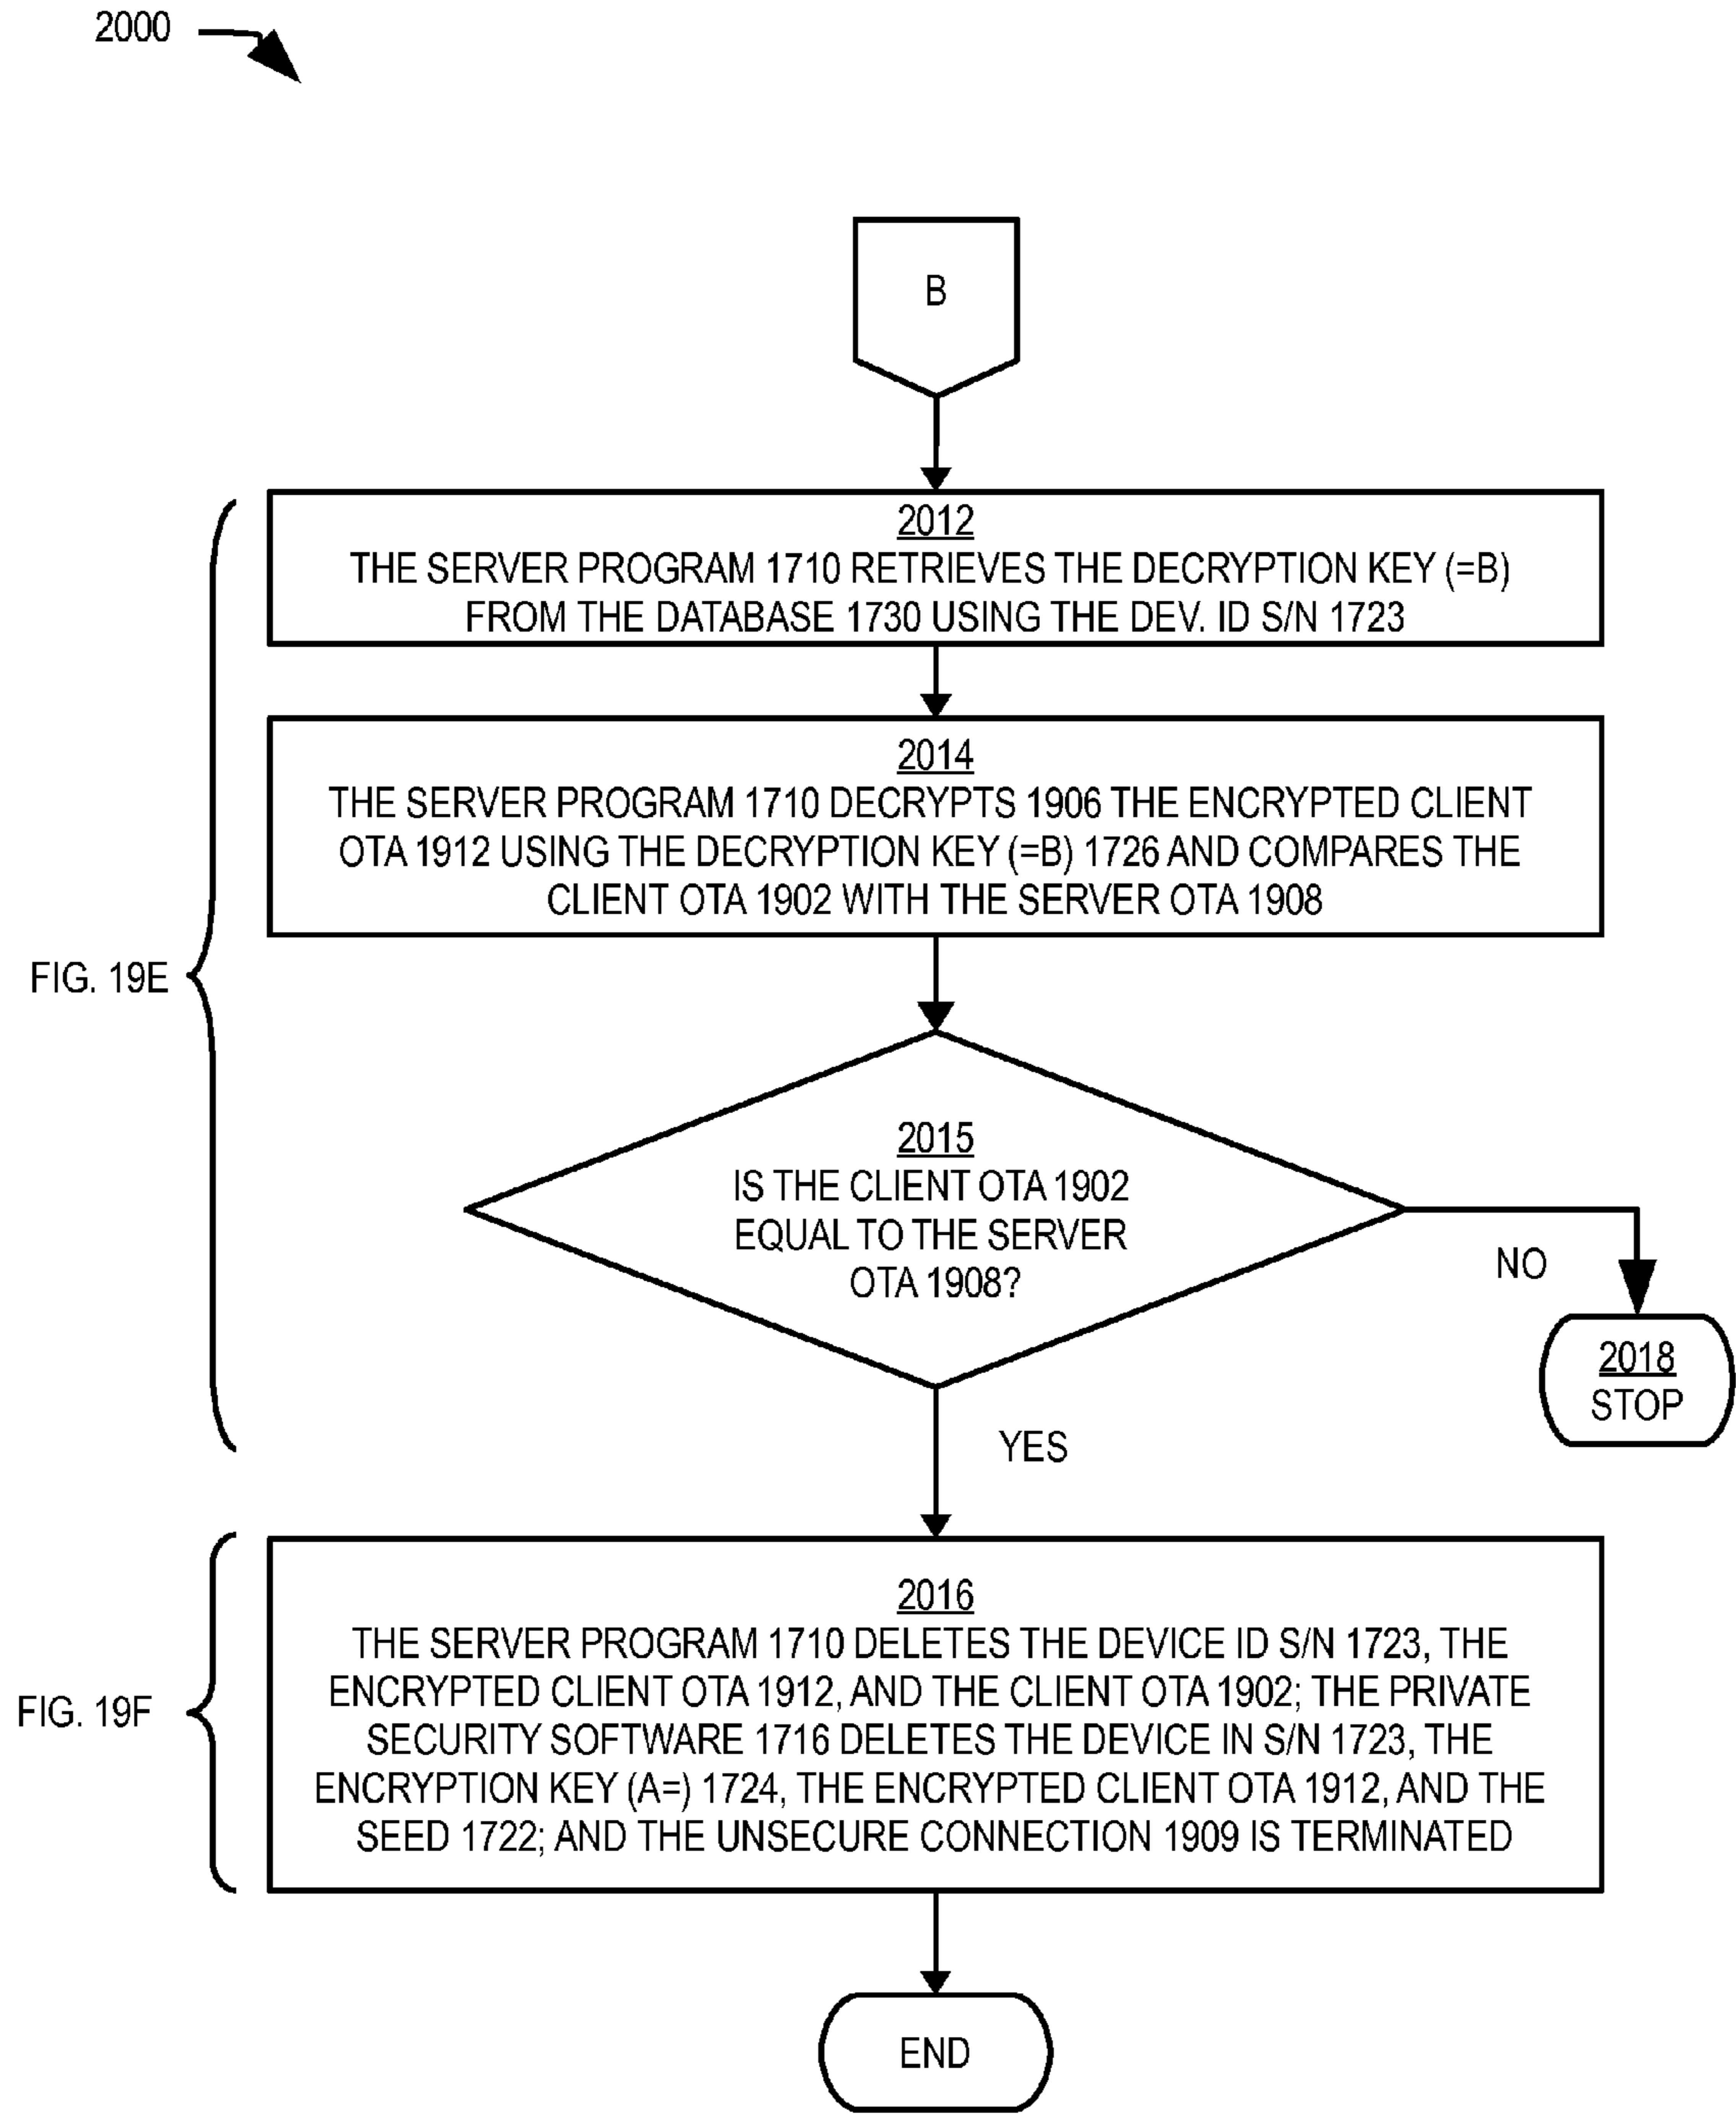 2000
B
2012
THE SERVER PROGRAM 1710 RETRIEVES THE DECRYPTION KEY (=B)
FROM THE DATABASE 1730 USING THE DEV. ID S/N 1723
2014
THE SERVER PROGRAM 1710 DECRYPTS 1906 THE ENCRYPTED CLIENT
OTA 1912 USING THE DECRYPTION KEY (=B) 1726 AND COMPARES THE
CLIENT OTA 1902 WITH THE SERVER OTA 1908
FIG. 19E
2015
IS THE CLIENT OTA 1902
EQUAL TO THE SERVER
OTA 1908?
NO
2018
STOP
YES
2016
THE SERVER PROGRAM 1710 DELETES THE DEVICE ID S/N 1723, THE
ENCRYPTED CLIENT OTA 1912, AND THE CLIENT OTA 1902; THE PRIVATE
SECURITY SOFTWARE 1716 DELETES THE DEVICE IN S/N 1723, THE
ENCRYPTION KEY (A=) 1724, THE ENCRYPTED CLIENT OTA 1912, AND THE
SEED 1722; AND THE UNSECURE CONNECTION 1909 IS TERMINATED
FIG. 19F
END